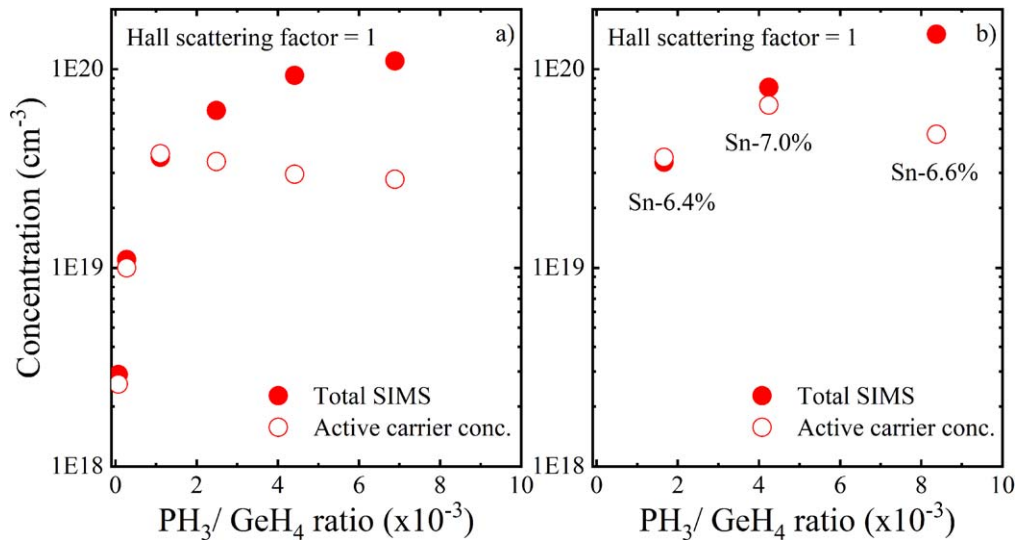 Hall scattering factor = 1 a)
1E20
1E19
1E18
Concentration (cm⁻³)
Total SIMS
Active carrier conc.
0 2 4 6 8 10
PH₃/ GeH₄ ratio (x10⁻³)
Hall scattering factor = 1 b)
1E20
1E19
1E18
Sn-7.0%
Sn-6.6%
Sn-6.4%
Total SIMS
Active carrier conc.
0 2 4 6 8 10
PH₃/ GeH₄ ratio (x10⁻³)